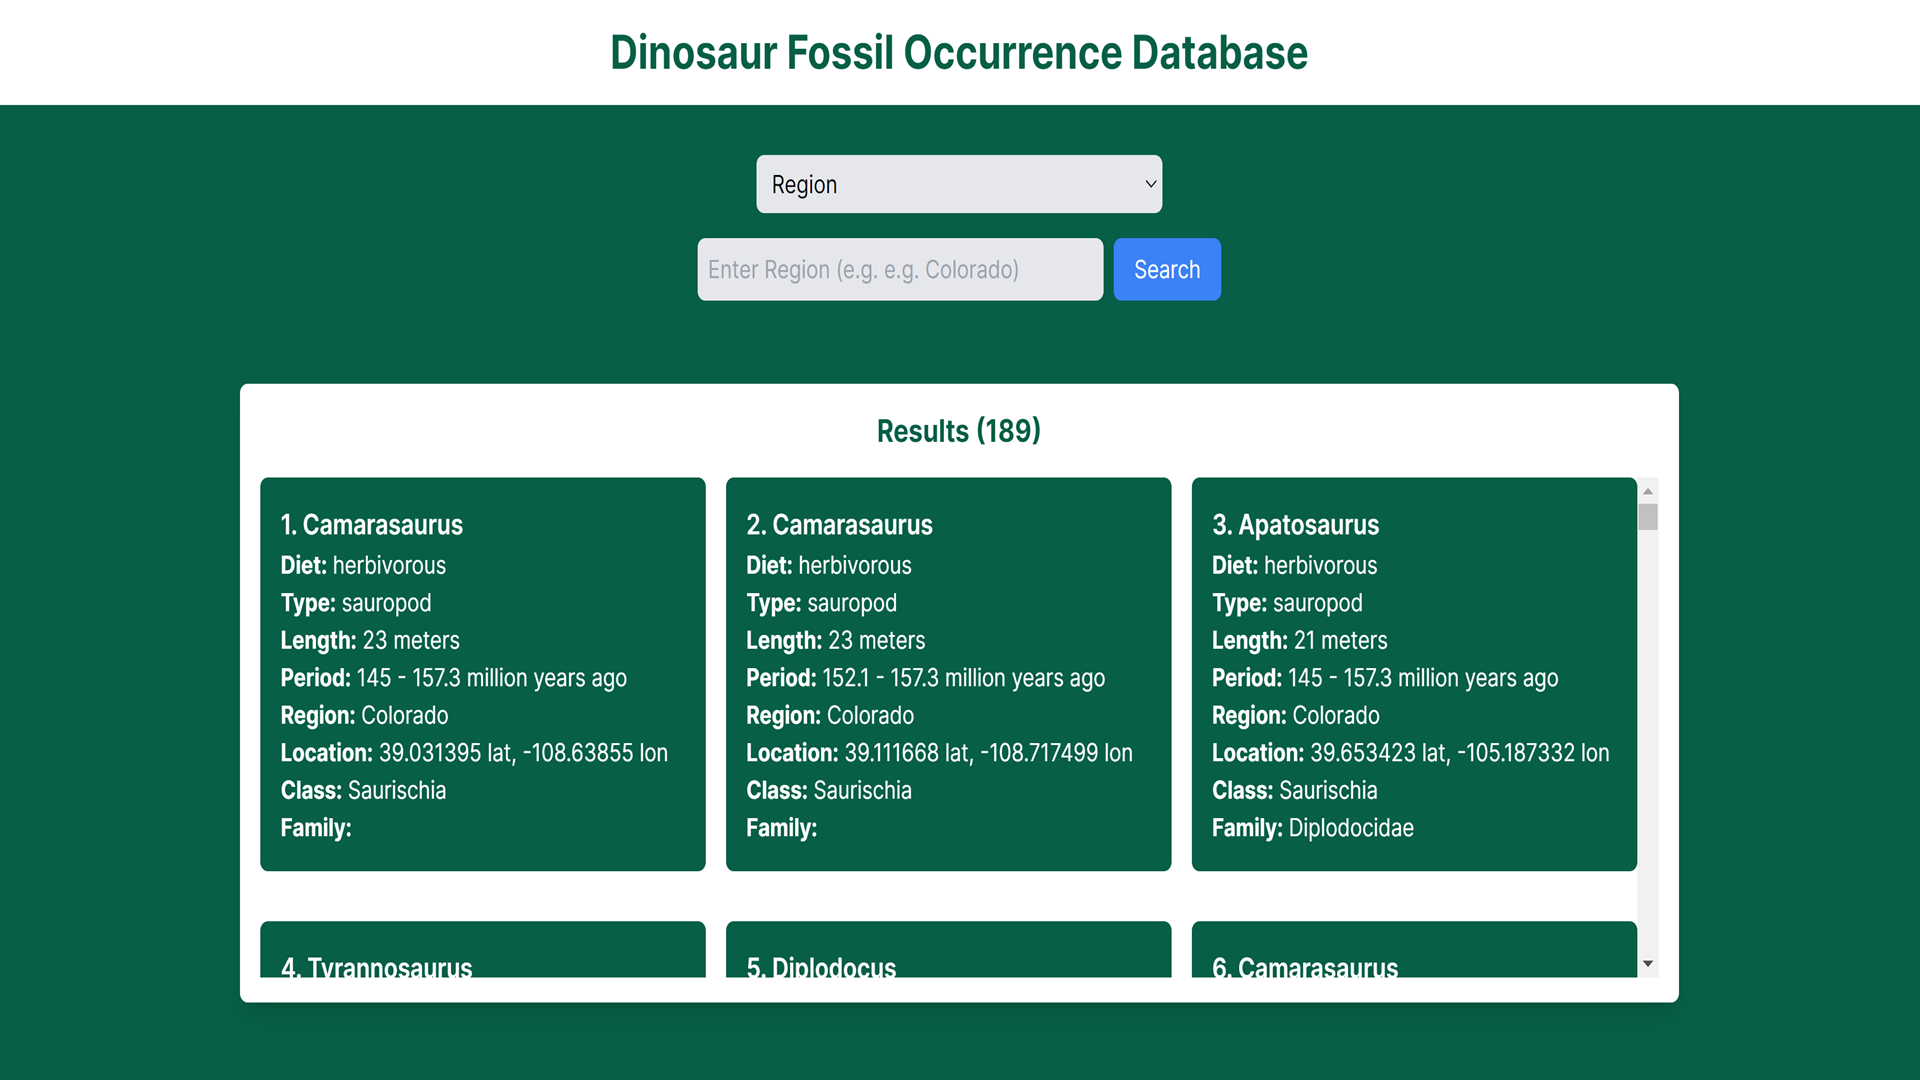 Dinosaur Fossil Occurrence Database
Region
Enter Region (e.g. e.g. Colorado)
Search
Results (189)
1. Camarasaurus
Diet: herbivorous
Type: sauropod
Length: 23 meters
Period: 145 - 157.3 million years ago
Region: Colorado
Location: 39.031395 lat, -108.63855 lon
Class: Saurischia
Family:
2. Camarasaurus
Diet: herbivorous
Type: sauropod
Length: 23 meters
Period: 152.1 - 157.3 million years ago
Region: Colorado
Location: 39.111668 lat, -108.717499 lon
Class: Saurischia
Family:
3. Apatosaurus
Diet: herbivorous
Type: sauropod
Length: 21 meters
Period: 145 - 157.3 million years ago
Region: Colorado
Location: 39.653423 lat, -105.187332 lon
Class: Saurischia
Family: Diplodocidae
4. Tyrannosaurus
5. Diplodocus
6. Camarasaurus